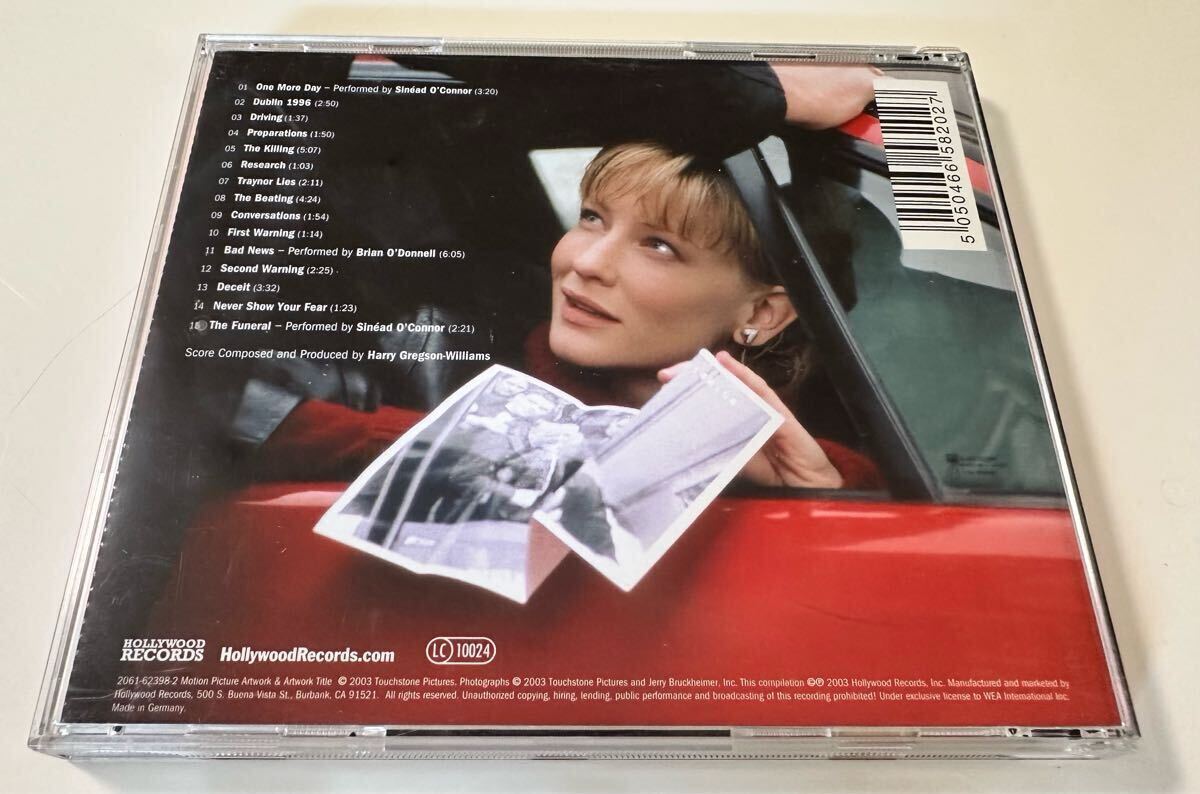 01 One More Day – Performed by Sinéad O'Connor (3:20)
02 Dublin 1996 (2:50)
03 Driving (1:37)
04 Preparations (1:50)
05 The Killing (5:07)
06 Research (1:03)
07 Traynor Lies (2:11)
08 The Beating (4:24)
09 Conversations (1:54)
10 First Warning (1:14)
11 Bad News – Performed by Brian O'Donnell (6:05)
12 Second Warning (2:25)
13 Deceit (3:32)
14 Never Show Your Fear (1:23)
15 The Funeral – Performed by Sinéad O'Connor (2:21)
Score Composed and Produced by Harry Gregson-Williams
5 050466 582027
HOLLYWOOD
RECORDS
HollywoodRecords.com
LC 10024
2061-62398-2 Motion Picture Artwork & Artwork Title © 2003 Touchstone Pictures. Photographs © 2003 Touchstone Pictures and Jerry Bruckheimer, Inc. This compilation ©℗ 2003 Hollywood Records, Inc. Manufactured and marketed by
Hollywood Records, 500 S. Buena Vista St., Burbank, CA 91521. All rights reserved. Unauthorized copying, hiring, lending, public performance and broadcasting of this recording prohibited! Under exclusive license to WEA International Inc.
Made in Germany.